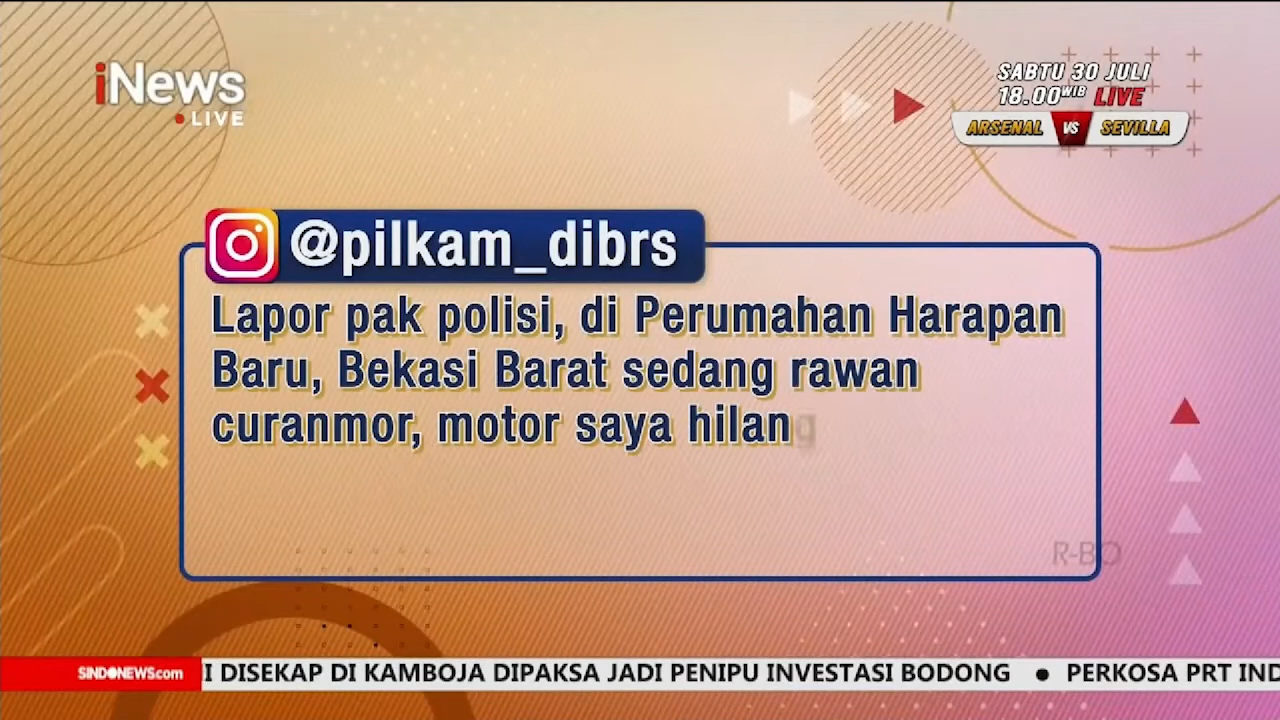 iNews
LIVE
SABTU 30 JULI
18.00 WIB LIVE
ARSENAL VS SEVILLA
@pilkam_dibrs
Lapor pak polisi, di Perumahan Harapan
Baru, Bekasi Barat sedang rawan
curanmor, motor saya hilang
R-BO
SINDONEWS.com
I DISEKAP DI KAMBOJA DIPAKSA JADI PENIPU INVESTASI BODONG ● PERKOSA PRT IND